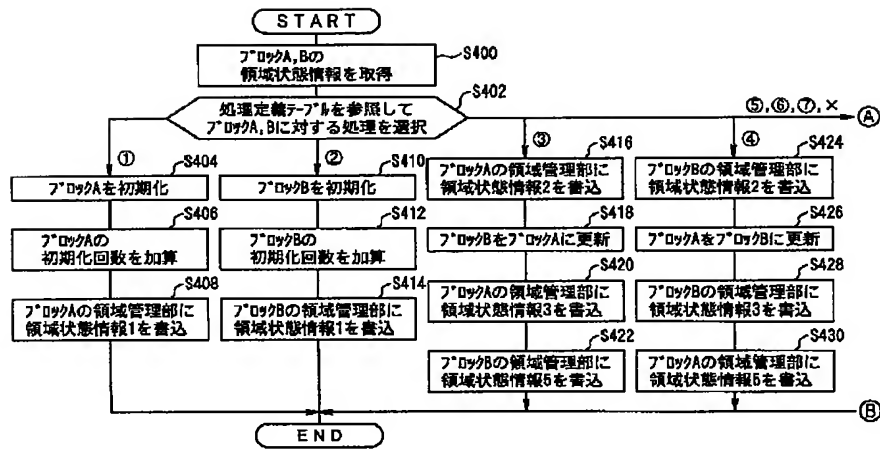 START
S400
ブロックA,Bの
領域状態情報を取得
S402
処理定義テーブルを参照して
ブロックA,Bに対する処理を選択
⑤,⑥,⑦,×
Ⓐ
①
S404
ブロックAを初期化
S406
ブロックAの
初期化回数を加算
S408
ブロックAの領域管理部に
領域状態情報1を書込
②
S410
ブロックBを初期化
S412
ブロックBの
初期化回数を加算
S414
ブロックBの領域管理部に
領域状態情報1を書込
③
S416
ブロックAの領域管理部に
領域状態情報2を書込
S418
ブロックBをブロックAに更新
S420
ブロックAの領域管理部に
領域状態情報3を書込
S422
ブロックBの領域管理部に
領域状態情報5を書込
④
S424
ブロックBの領域管理部に
領域状態情報2を書込
S426
ブロックAをブロックBに更新
S428
ブロックBの領域管理部に
領域状態情報3を書込
S430
ブロックAの領域管理部に
領域状態情報5を書込
Ⓑ
END